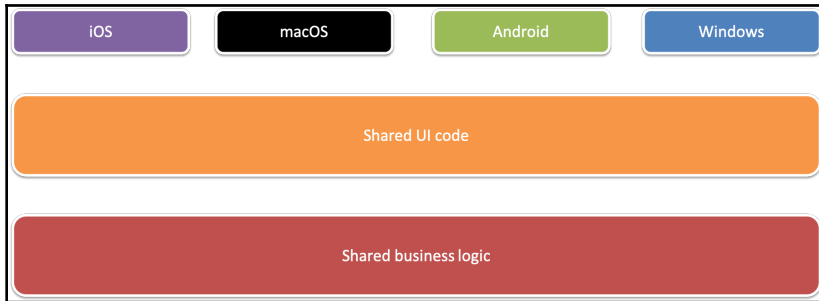 iOS
macOS
Android
Windows
Shared UI code
Shared business logic